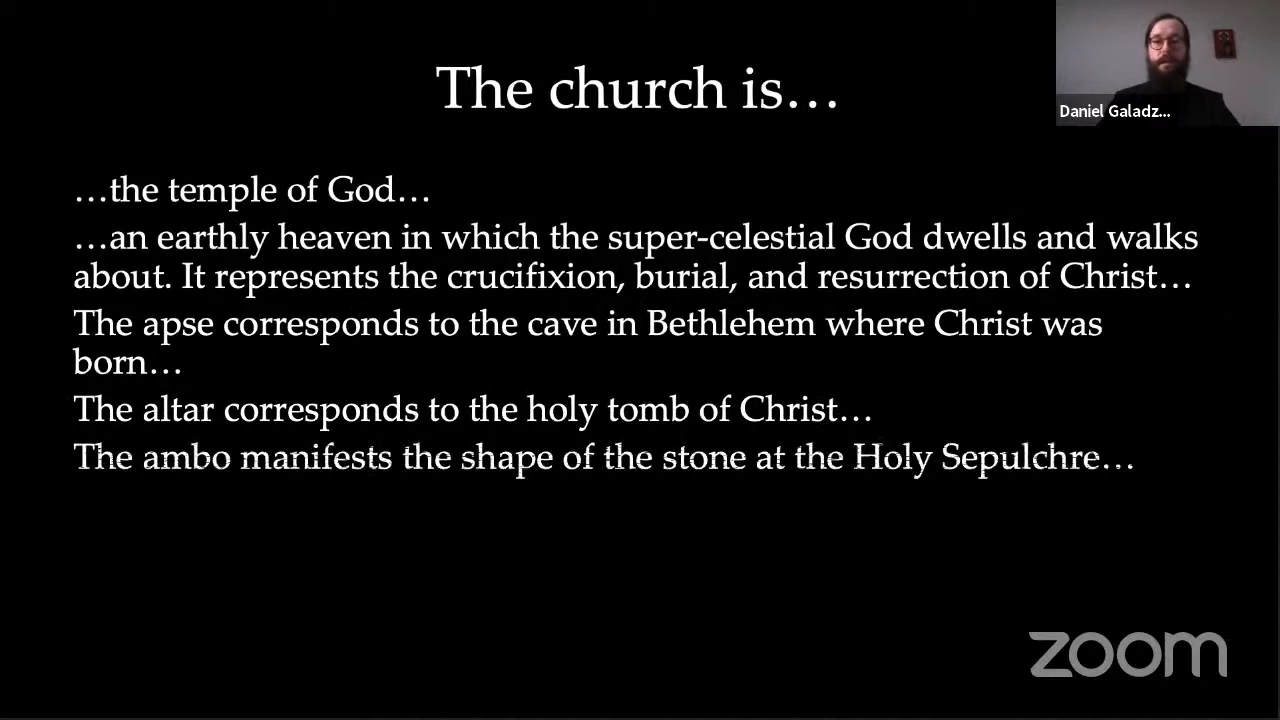 The church is…
Daniel Galadz...
…the temple of God…
…an earthly heaven in which the super-celestial God dwells and walks
about. It represents the crucifixion, burial, and resurrection of Christ…
The apse corresponds to the cave in Bethlehem where Christ was
born…
The altar corresponds to the holy tomb of Christ…
The ambo manifests the shape of the stone at the Holy Sepulchre…
zoom